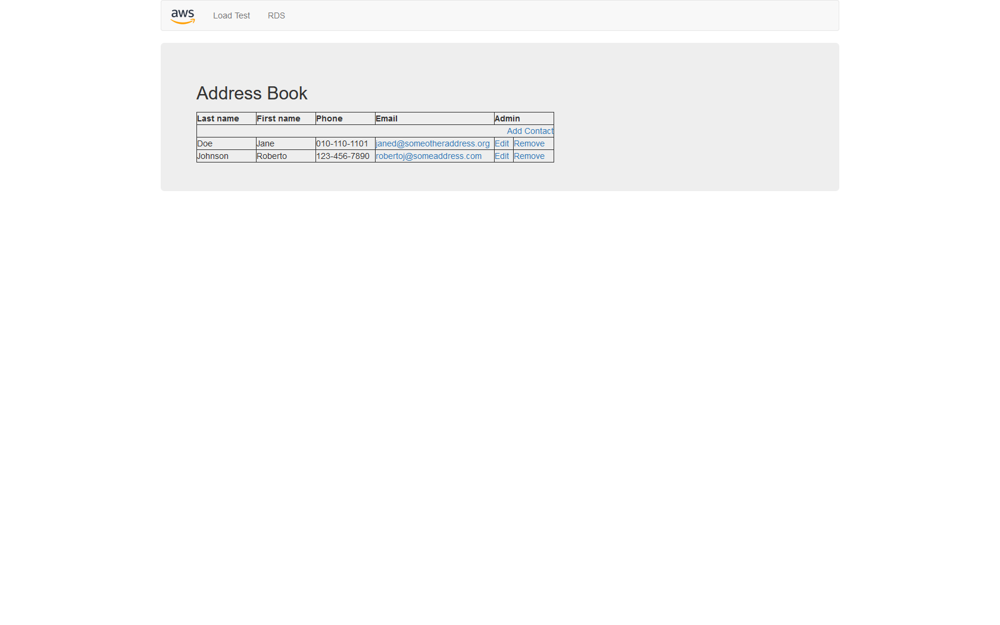 aws Load Test RDS
Address Book
Last name First name Phone Email Admin
Add Contact
Doe Jane 010-110-1101 janed@someotheraddress.org Edit Remove
Johnson Roberto 123-456-7890 robertoj@someaddress.com Edit Remove